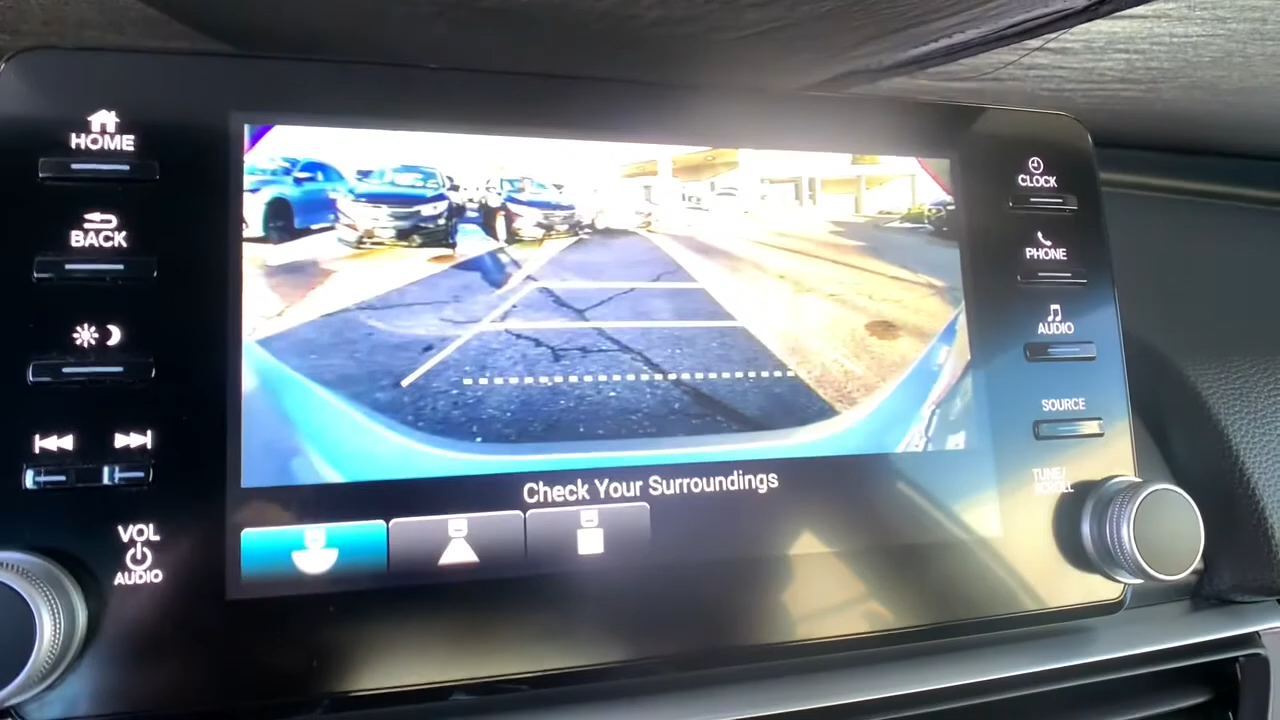 HOME
BACK
VOL
AUDIO
Check Your Surroundings
CLOCK
PHONE
AUDIO
SOURCE
TUNE/
SCROLL